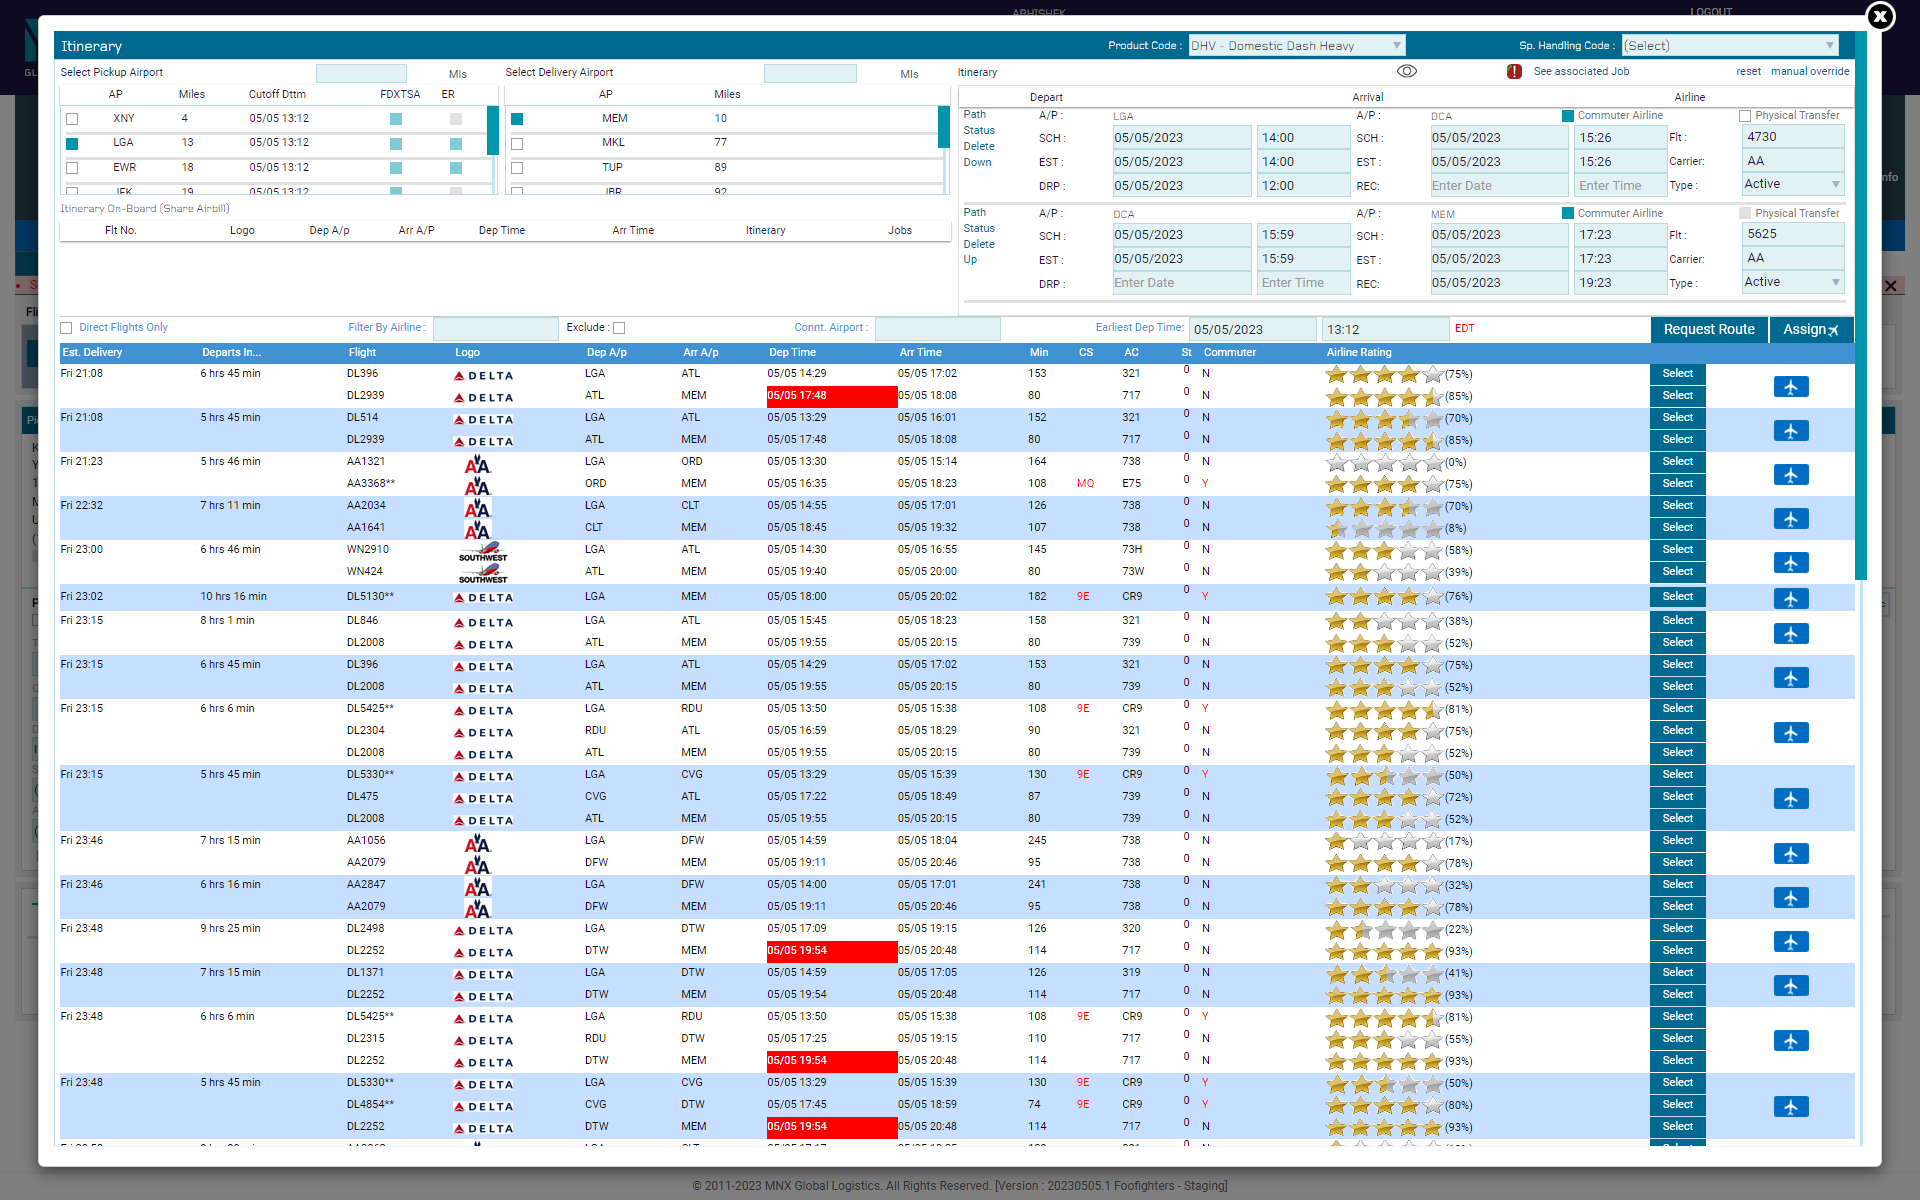 ABHISHEK
LOGOUT
Itinerary
Product Code : DHV - Domestic Dash Heavy
Sp. Handling Code : (Select)
Select Pickup Airport Mls
Select Delivery Airport Mls
Itinerary
See associated Job
reset manual override
AP Miles Cutoff Dttm FDXTSA ER
XNY 4 05/05 13:12
LGA 13 05/05 13:12
EWR 18 05/05 13:12
JFK 19 05/05 13:12
AP Miles
MEM 10
MKL 77
TUP 89
JBR 92
Depart Arrival Airline
Path A/P : LGA A/P : DCA Commuter Airline Physical Transfer
Status SCH : 05/05/2023 14:00 SCH : 05/05/2023 15:26 Flt : 4730
Delete EST : 05/05/2023 14:00 EST : 05/05/2023 15:26 Carrier: AA
Down DRP : 05/05/2023 12:00 REC: Enter Date Enter Time Type : Active
Path A/P : DCA A/P : MEM Commuter Airline Physical Transfer
Status SCH : 05/05/2023 15:59 SCH : 05/05/2023 17:23 Flt : 5625
Delete EST : 05/05/2023 15:59 EST : 05/05/2023 17:23 Carrier: AA
Up DRP : Enter Date Enter Time REC: 05/05/2023 19:23 Type : Active
Itinerary On-Board (Share Airbill)
Flt No. Logo Dep A/p Arr A/P Dep Time Arr Time Itinerary Jobs
Direct Flights Only Filter By Airline : Exclude : Connt. Airport : Earliest Dep Time: 05/05/2023 13:12 EDT Request Route Assign
Est. Delivery Departs In... Flight Logo Dep A/p Arr A/p Dep Time Arr Time Min CS AC St Commuter Airline Rating
Fri 21:08 6 hrs 45 min DL396 DELTA LGA ATL 05/05 14:29 05/05 17:02 153 321 0 N (75%) Select
DL2939 DELTA ATL MEM 05/05 17:48 05/05 18:08 80 717 0 N (85%) Select
Fri 21:08 5 hrs 45 min DL514 DELTA LGA ATL 05/05 13:29 05/05 16:01 152 321 0 N (70%) Select
DL2939 DELTA ATL MEM 05/05 17:48 05/05 18:08 80 717 0 N (85%) Select
Fri 21:23 5 hrs 46 min AA1321 AA LGA ORD 05/05 13:30 05/05 15:14 164 738 0 N (0%) Select
AA3368** AA ORD MEM 05/05 16:35 05/05 18:23 108 MQ E75 0 Y (75%) Select
Fri 22:32 7 hrs 11 min AA2034 AA LGA CLT 05/05 14:55 05/05 17:01 126 738 0 N (70%) Select
AA1641 AA CLT MEM 05/05 18:45 05/05 19:32 107 738 0 N (8%) Select
Fri 23:00 6 hrs 46 min WN2910 SOUTHWEST LGA ATL 05/05 14:30 05/05 16:55 145 73H 0 N (58%) Select
WN424 SOUTHWEST ATL MEM 05/05 19:40 05/05 20:00 80 73W 0 N (39%) Select
Fri 23:02 10 hrs 16 min DL5130** DELTA LGA MEM 05/05 18:00 05/05 20:02 182 9E CR9 0 Y (76%) Select
Fri 23:15 8 hrs 1 min DL846 DELTA LGA ATL 05/05 15:45 05/05 18:23 158 321 0 N (38%) Select
DL2008 DELTA ATL MEM 05/05 19:55 05/05 20:15 80 739 0 N (52%) Select
Fri 23:15 6 hrs 45 min DL396 DELTA LGA ATL 05/05 14:29 05/05 17:02 153 321 0 N (75%) Select
DL2008 DELTA ATL MEM 05/05 19:55 05/05 20:15 80 739 0 N (52%) Select
Fri 23:15 6 hrs 6 min DL5425** DELTA LGA RDU 05/05 13:50 05/05 15:38 108 9E CR9 0 Y (81%) Select
DL2304 DELTA RDU ATL 05/05 16:59 05/05 18:29 90 321 0 N (75%) Select
DL2008 DELTA ATL MEM 05/05 19:55 05/05 20:15 80 739 0 N (52%) Select
Fri 23:15 5 hrs 45 min DL5330** DELTA LGA CVG 05/05 13:29 05/05 15:39 130 9E CR9 0 Y (50%) Select
DL475 DELTA CVG ATL 05/05 17:22 05/05 18:49 87 739 0 N (72%) Select
DL2008 DELTA ATL MEM 05/05 19:55 05/05 20:15 80 739 0 N (52%) Select
Fri 23:46 7 hrs 15 min AA1056 AA LGA DFW 05/05 14:59 05/05 18:04 245 738 0 N (17%) Select
AA2079 AA DFW MEM 05/05 19:11 05/05 20:46 95 738 0 N (78%) Select
Fri 23:46 6 hrs 16 min AA2847 AA LGA DFW 05/05 14:00 05/05 17:01 241 738 0 N (32%) Select
AA2079 AA DFW MEM 05/05 19:11 05/05 20:46 95 738 0 N (78%) Select
Fri 23:48 9 hrs 25 min DL2498 DELTA LGA DTW 05/05 17:09 05/05 19:15 126 320 0 N (22%) Select
DL2252 DELTA DTW MEM 05/05 19:54 05/05 20:48 114 717 0 N (93%) Select
Fri 23:48 7 hrs 15 min DL1371 DELTA LGA DTW 05/05 14:59 05/05 17:05 126 319 0 N (41%) Select
DL2252 DELTA DTW MEM 05/05 19:54 05/05 20:48 114 717 0 N (93%) Select
Fri 23:48 6 hrs 6 min DL5425** DELTA LGA RDU 05/05 13:50 05/05 15:38 108 9E CR9 0 Y (81%) Select
DL2315 DELTA RDU DTW 05/05 17:25 05/05 19:15 110 717 0 N (55%) Select
DL2252 DELTA DTW MEM 05/05 19:54 05/05 20:48 114 717 0 N (93%) Select
Fri 23:48 5 hrs 45 min DL5330** DELTA LGA CVG 05/05 13:29 05/05 15:39 130 9E CR9 0 Y (50%) Select
DL4854** DELTA CVG DTW 05/05 17:45 05/05 18:59 74 9E CR9 0 Y (80%) Select
DL2252 DELTA DTW MEM 05/05 19:54 05/05 20:48 114 717 0 N (93%) Select
© 2011-2023 MNX Global Logistics. All Rights Reserved. [Version : 20230505.1 Foofighters - Staging]